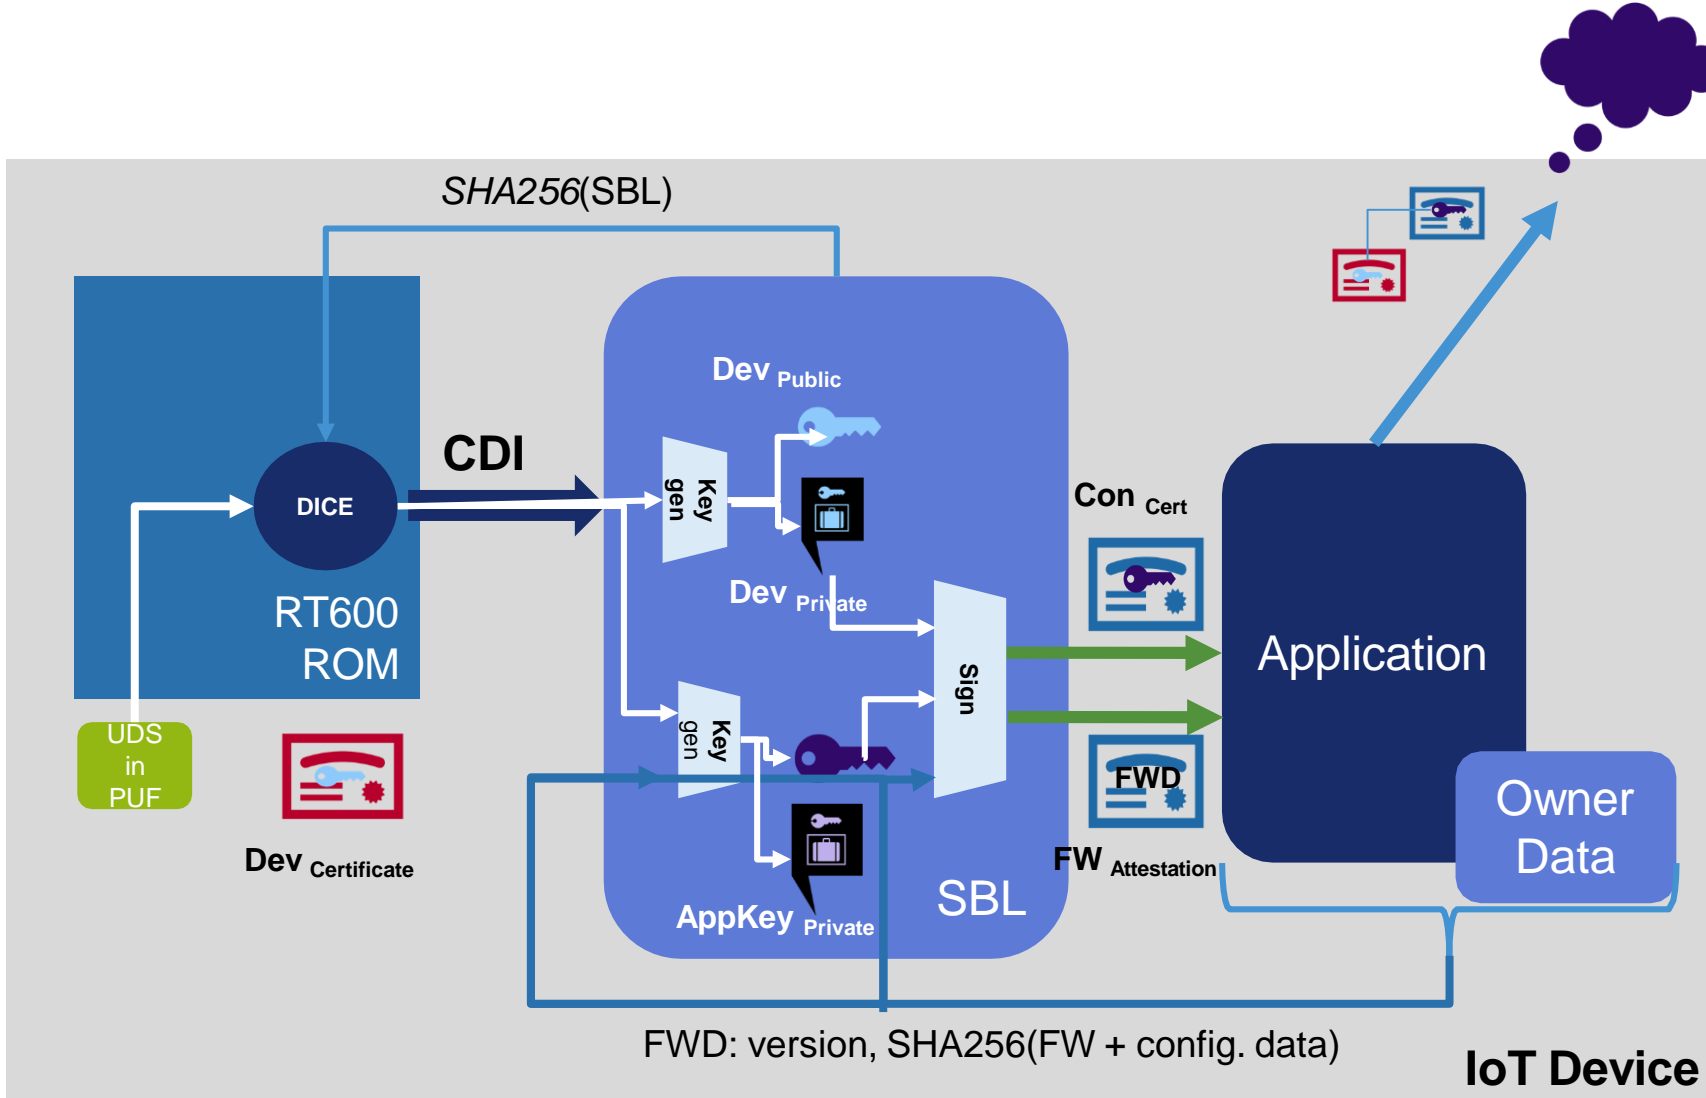 SHA256(SBL)
Dev Public
CDI
DICE
Key
gen
Con Cert
Dev Private
RT600
ROM
Application
Sign
UDS
in
PUF
Key
gen
FWD
Owner
Data
Dev Certificate
FW Attestation
SBL
AppKey Private
FWD: version, SHA256(FW + config. data)
IoT Device